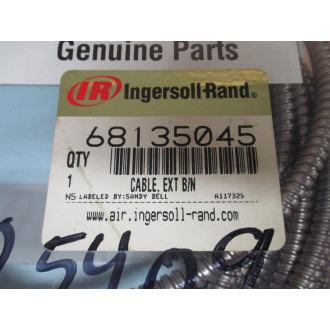 Genuine Parts
IR Ingersoll-Rand®
68135045
QTY
1 CABLE, EXT B/N
NS LABELED BY:SANDY BELL A117325
www.air.ingersoll-rand.com
25409